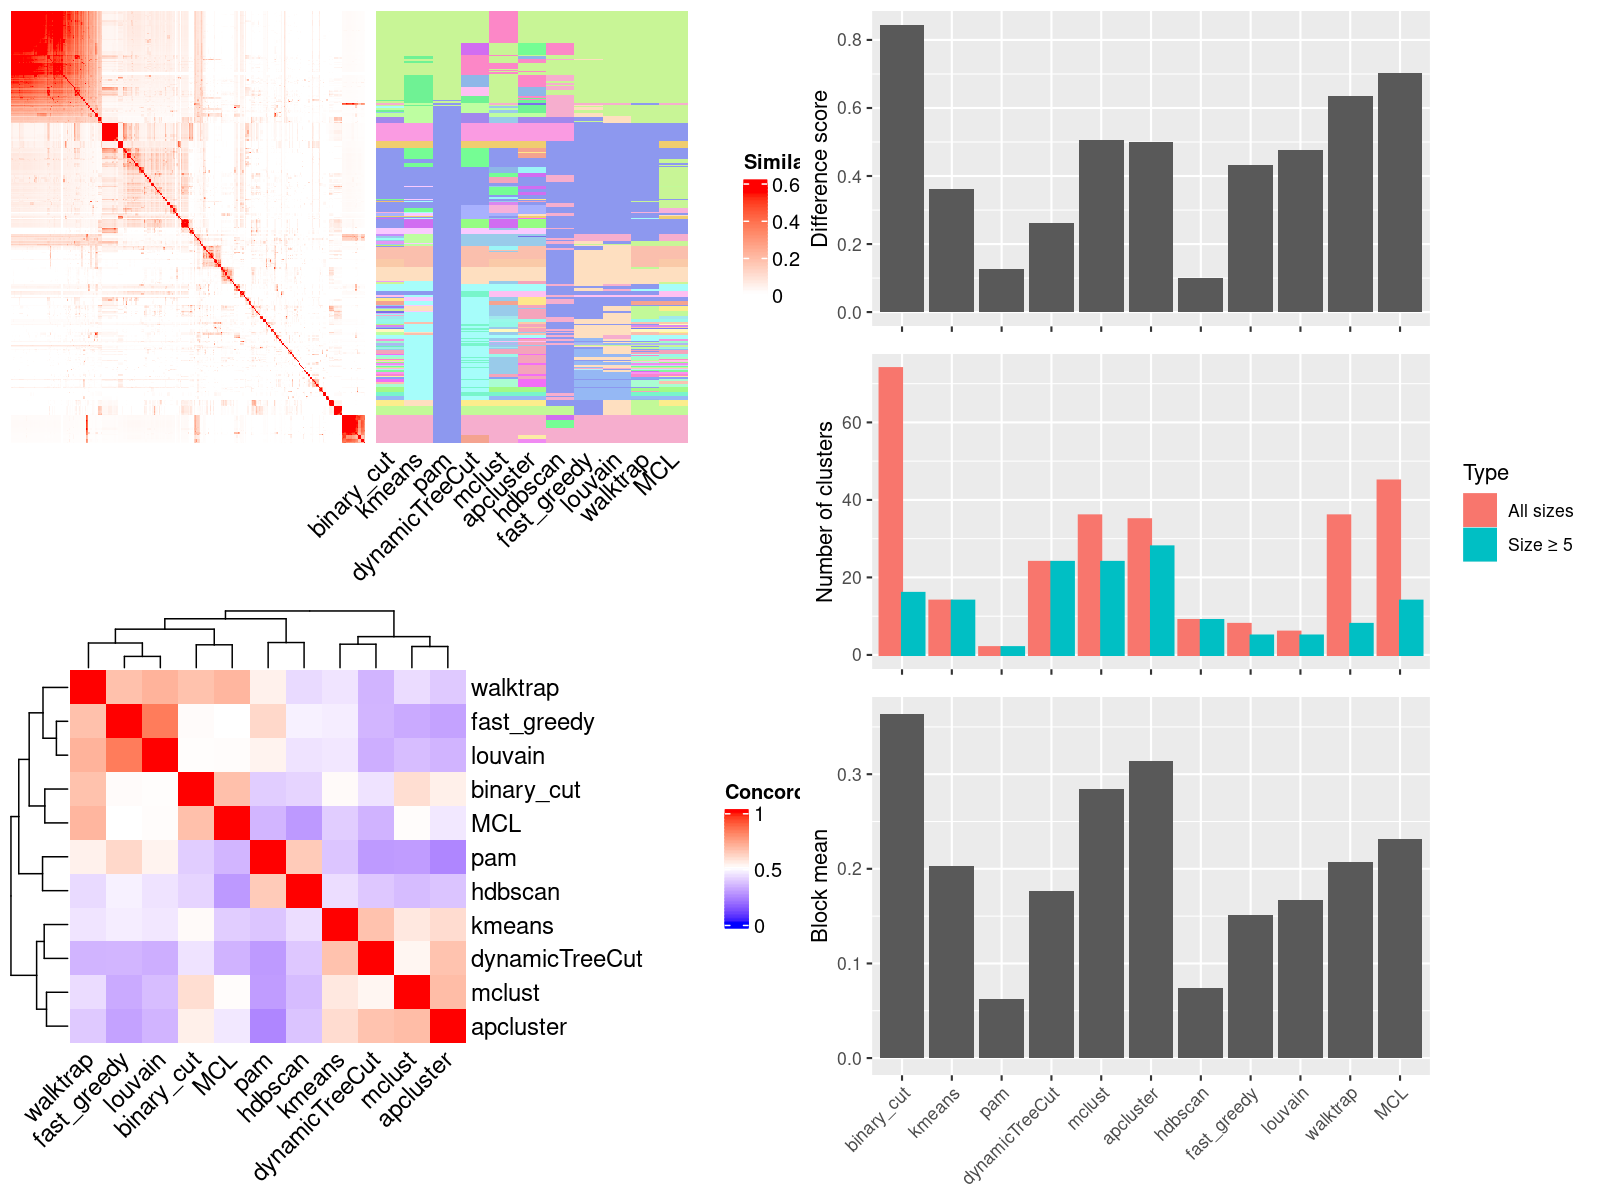 Simila
0.6
0.4
0.2
0
binary_cut
kmeans
pam
dynamicTreeCut
mclust
apcluster
hdbscan
fast_greedy
louvain
walktrap
MCL
walktrap
fast_greedy
louvain
binary_cut
MCL
pam
hdbscan
kmeans
dynamicTreeCut
mclust
apcluster
walktrap
fast_greedy
louvain
binary_cut
MCL
pam
hdbscan
kmeans
dynamicTreeCut
mclust
apcluster
Concord
1
0.5
0
Difference score
0.8
0.6
0.4
0.2
0.0
Number of clusters
60
40
20
0
Type
All sizes
Size ≥ 5
Block mean
0.3
0.2
0.1
0.0
binary_cut
kmeans
pam
dynamicTreeCut
mclust
apcluster
hdbscan
fast_greedy
louvain
walktrap
MCL